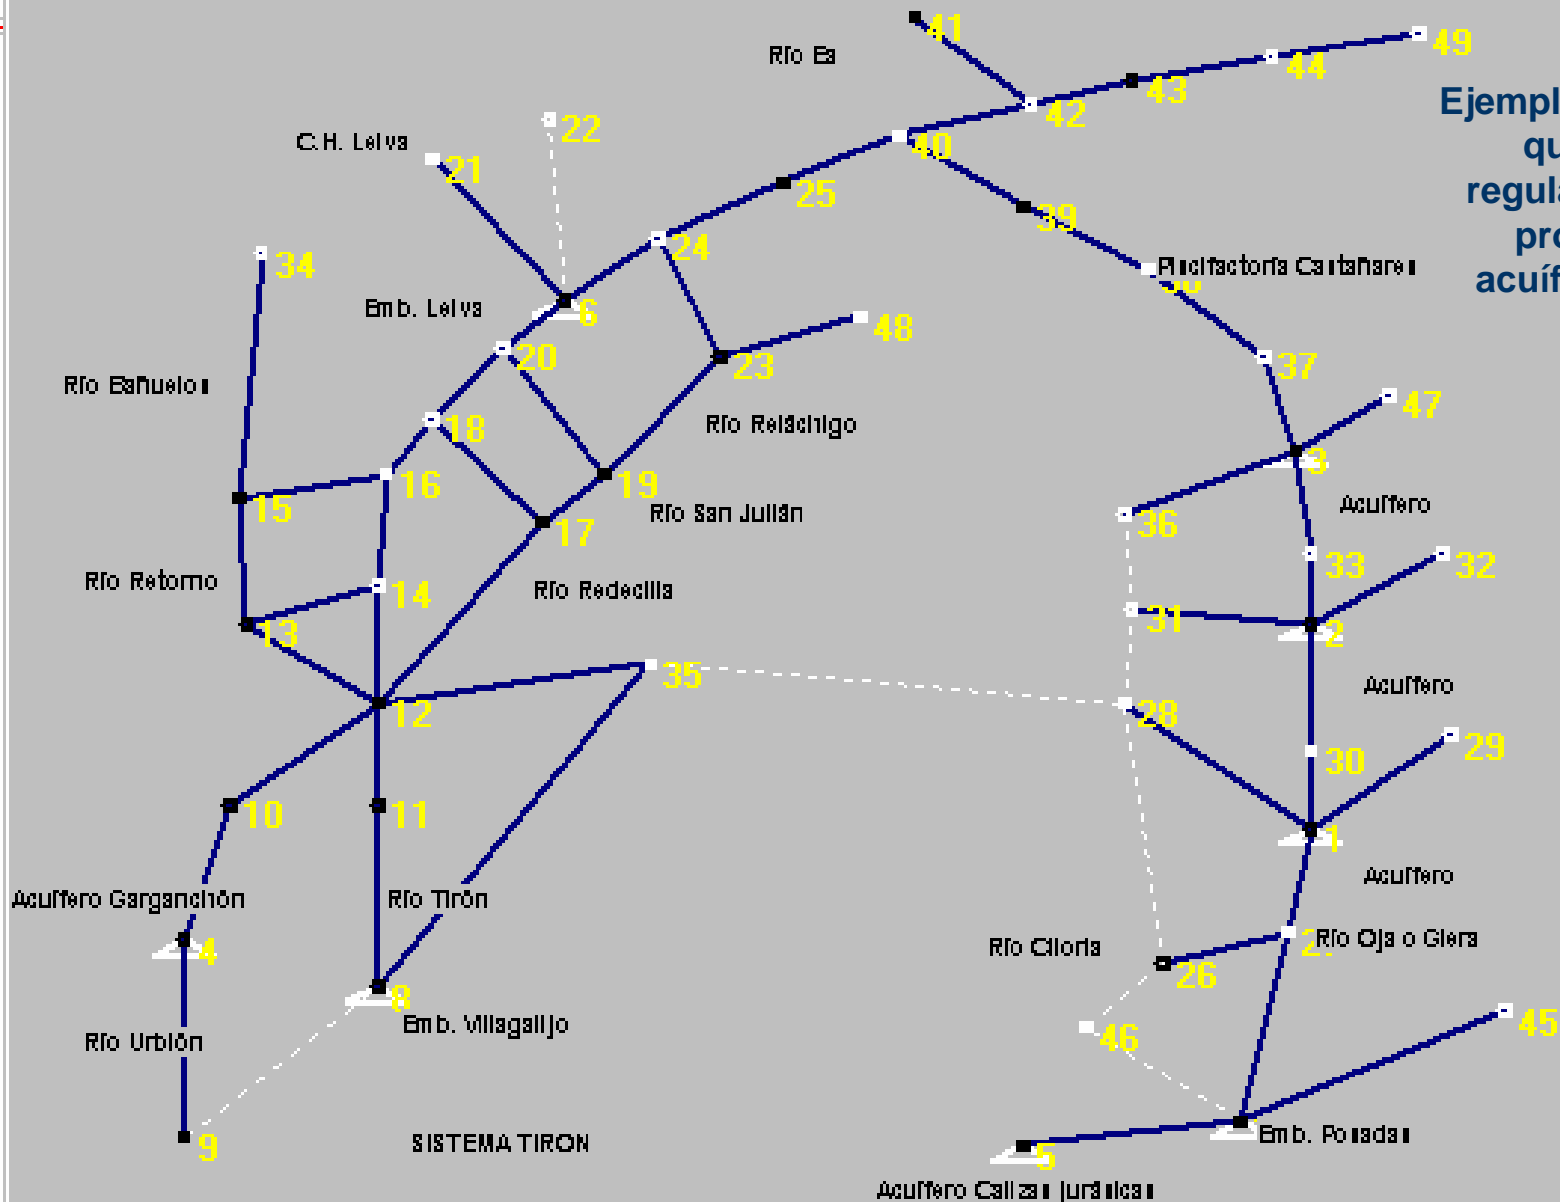 41
49
Río Ea
44
43
Ejempl
42
22
40
qu
C.H. Leiva
21
25
regula
39
24
pro
34
Piscifactoría Castañares
acuíf
Emb. Leiva
6
48
20
23
37
Río Bañuelos
47
Río Reláchigo
18
3
16
19
36
Acuífero
15
Río San Julián
17
33
32
Río Retorno
14
Río Redecilla
31
2
13
35
12
28
Acuífero
29
30
10
11
1
Acuífero
Acuífero Garganchón
Río Tirón
4
Río Ciloria
Río Oja o Glera
26
8
Emb. Villagalijo
46
45
Río Urbión
9
SISTEMA TIRON
Emb. Posadas
5
Acuífero Calizas jurásicas